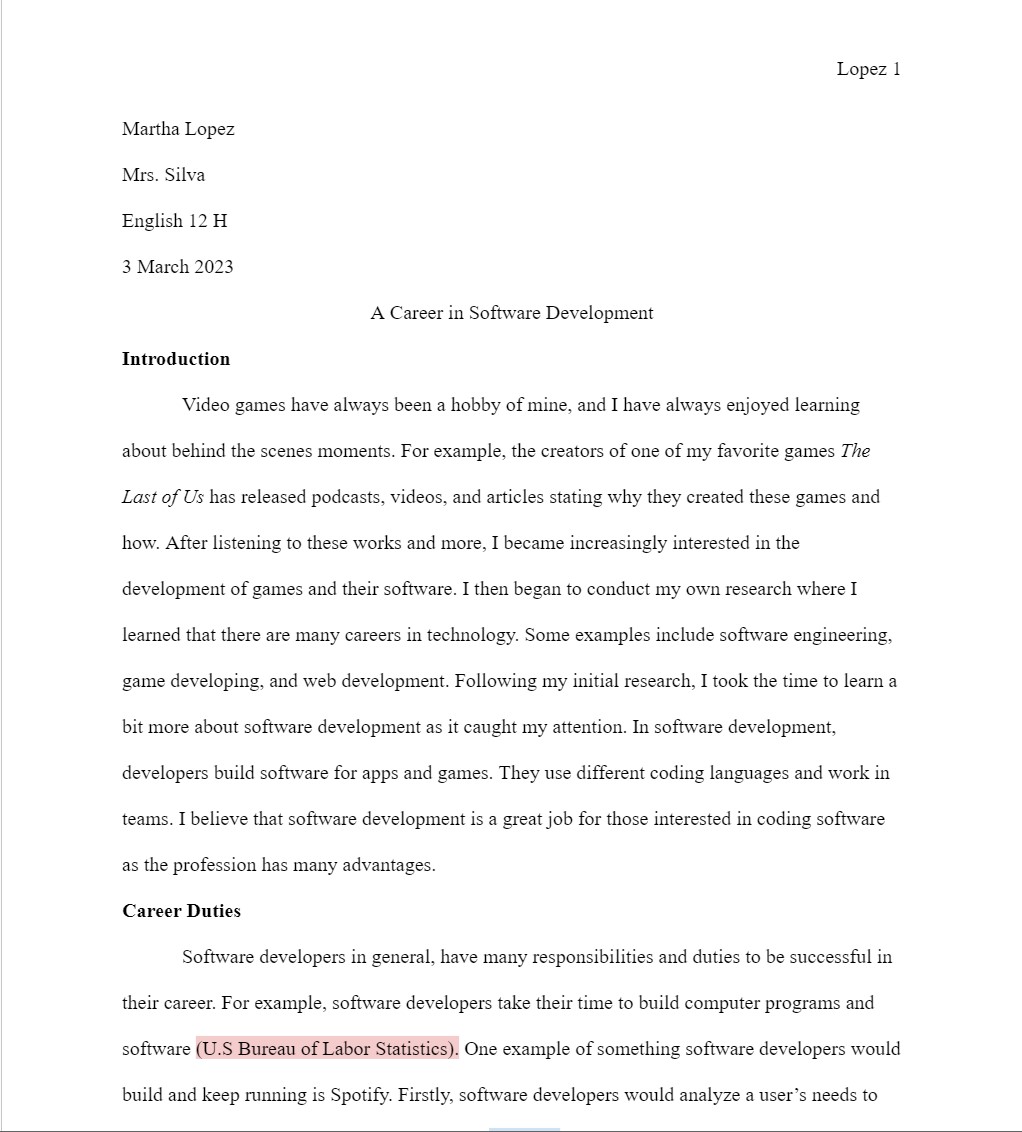 Lopez 1
Martha Lopez
Mrs. Silva
English 12 H
3 March 2023
A Career in Software Development
Introduction
Video games have always been a hobby of mine, and I have always enjoyed learning
about behind the scenes moments. For example, the creators of one of my favorite games The
Last of Us has released podcasts, videos, and articles stating why they created these games and
how. After listening to these works and more, I became increasingly interested in the
development of games and their software. I then began to conduct my own research where I
learned that there are many careers in technology. Some examples include software engineering,
game developing, and web development. Following my initial research, I took the time to learn a
bit more about software development as it caught my attention. In software development,
developers build software for apps and games. They use different coding languages and work in
teams. I believe that software development is a great job for those interested in coding software
as the profession has many advantages.
Career Duties
Software developers in general, have many responsibilities and duties to be successful in
their career. For example, software developers take their time to build computer programs and
software (U.S Bureau of Labor Statistics). One example of something software developers would
build and keep running is Spotify. Firstly, software developers would analyze a user’s needs to